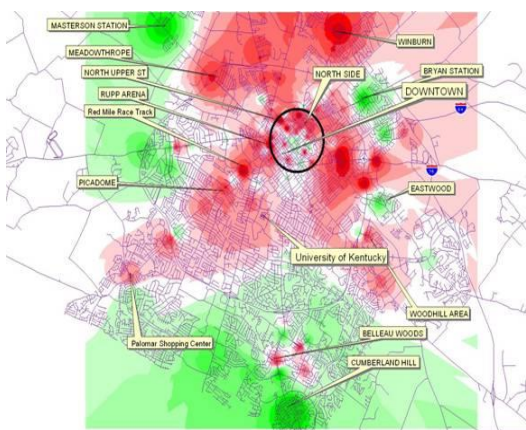 MASTERSON STATION
WINBURN
MEADOWTHROPE
NORTH UPPER ST
NORTH SIDE
BRYAN STATION
RUPP ARENA
DOWNTOWN
Red Mile Race Track
PICADOME
EASTWOOD
University of Kentucky
WOODHILL AREA
Palomar Shopping Center
BELLEAU WOODS
CUMBERLAND HILL